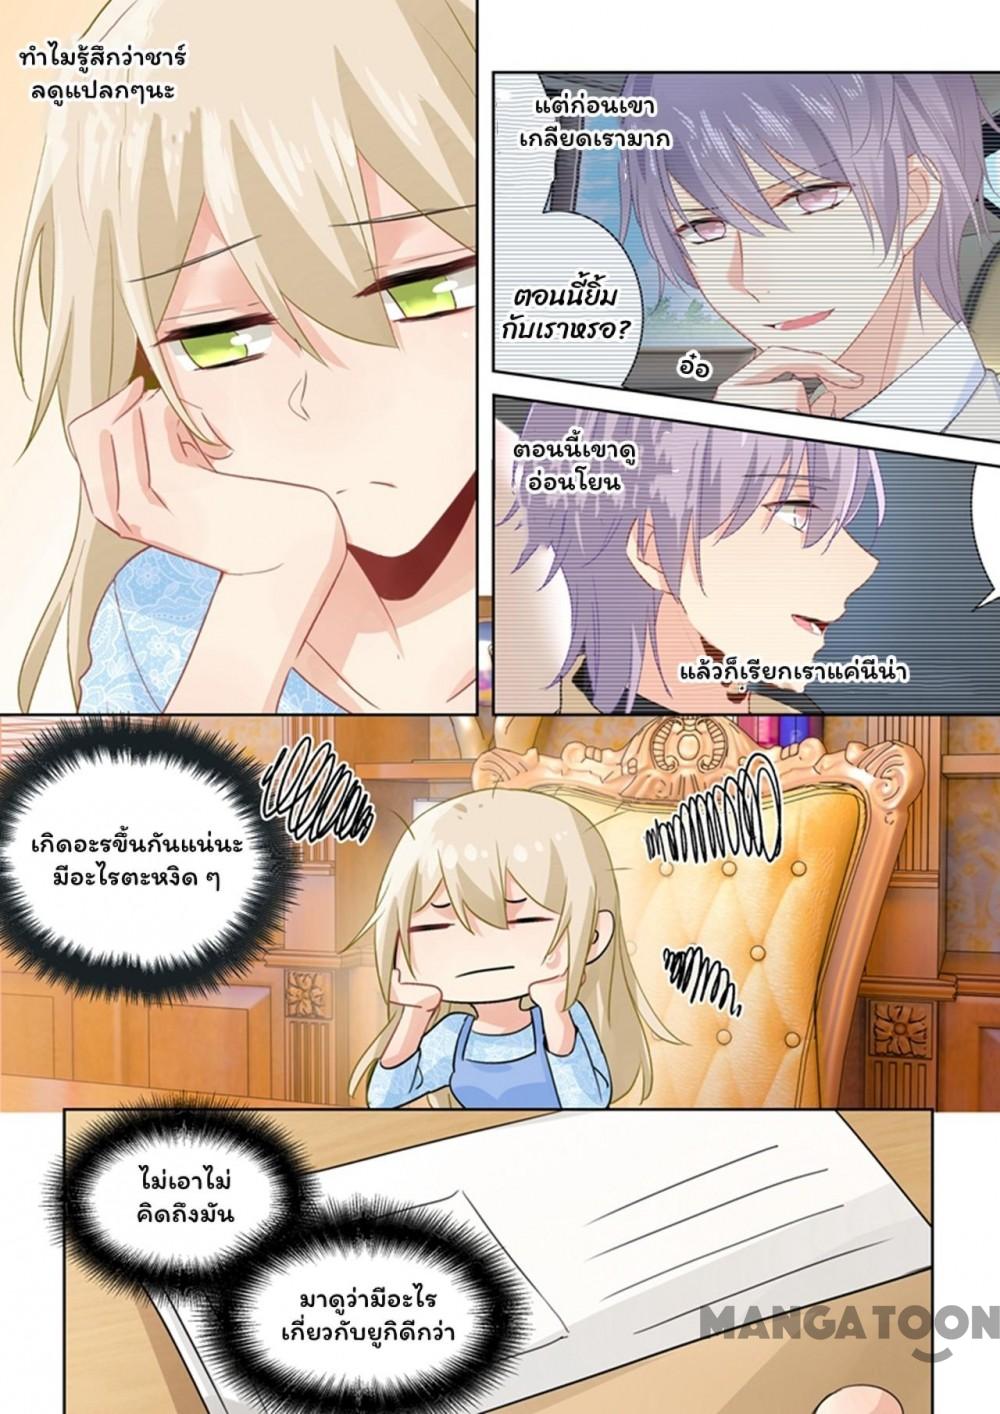 ทำไมรู้สึกว่าชาร์
ลดูแปลกๆนะ
แต่ก่อนเขา
เกลียดเรามาก
ตอนนี้ยิ้ม
กับเราหรอ?
อ๋อ
ตอนนี้เขาดู
อ่อนโยน
แล้วก็เรียกเราแค่นีน่า
เกิดอะรขึ้นกันแน่นะ
มีอะไรตะหงิด ๆ
ไม่เอาไม่
คิดถึงมัน
มาดูว่ามีอะไร
เกี่ยวกับยูกิดีกว่า
MANGATOON